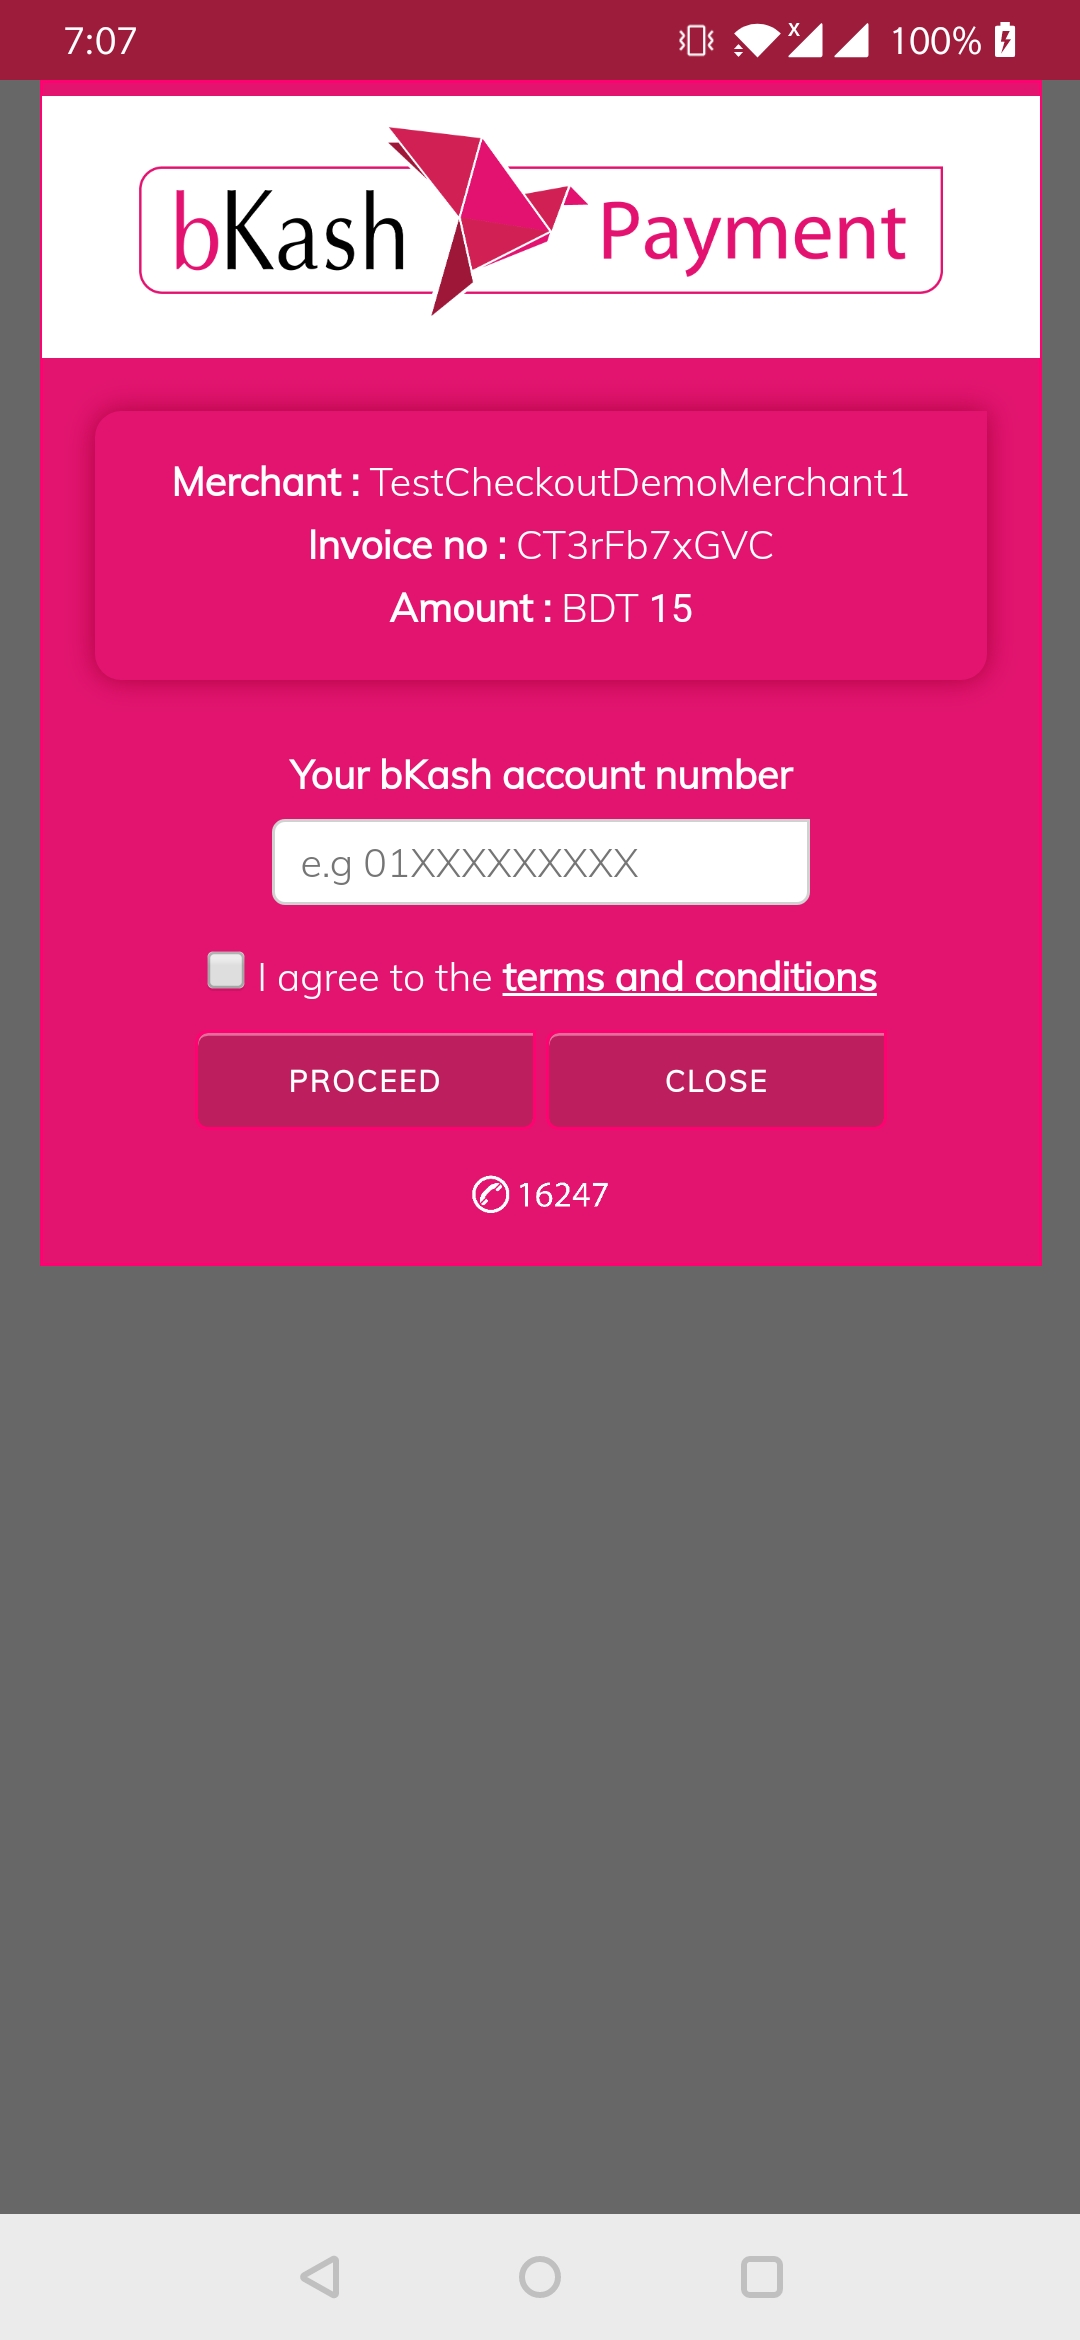 7:07 x 100%
bKash Payment
Merchant : TestCheckoutDemoMerchant1
Invoice no : CT3rFb7xGVC
Amount : BDT 15
Your bKash account number
e.g 01XXXXXXXXX
I agree to the terms and conditions
PROCEED CLOSE
16247